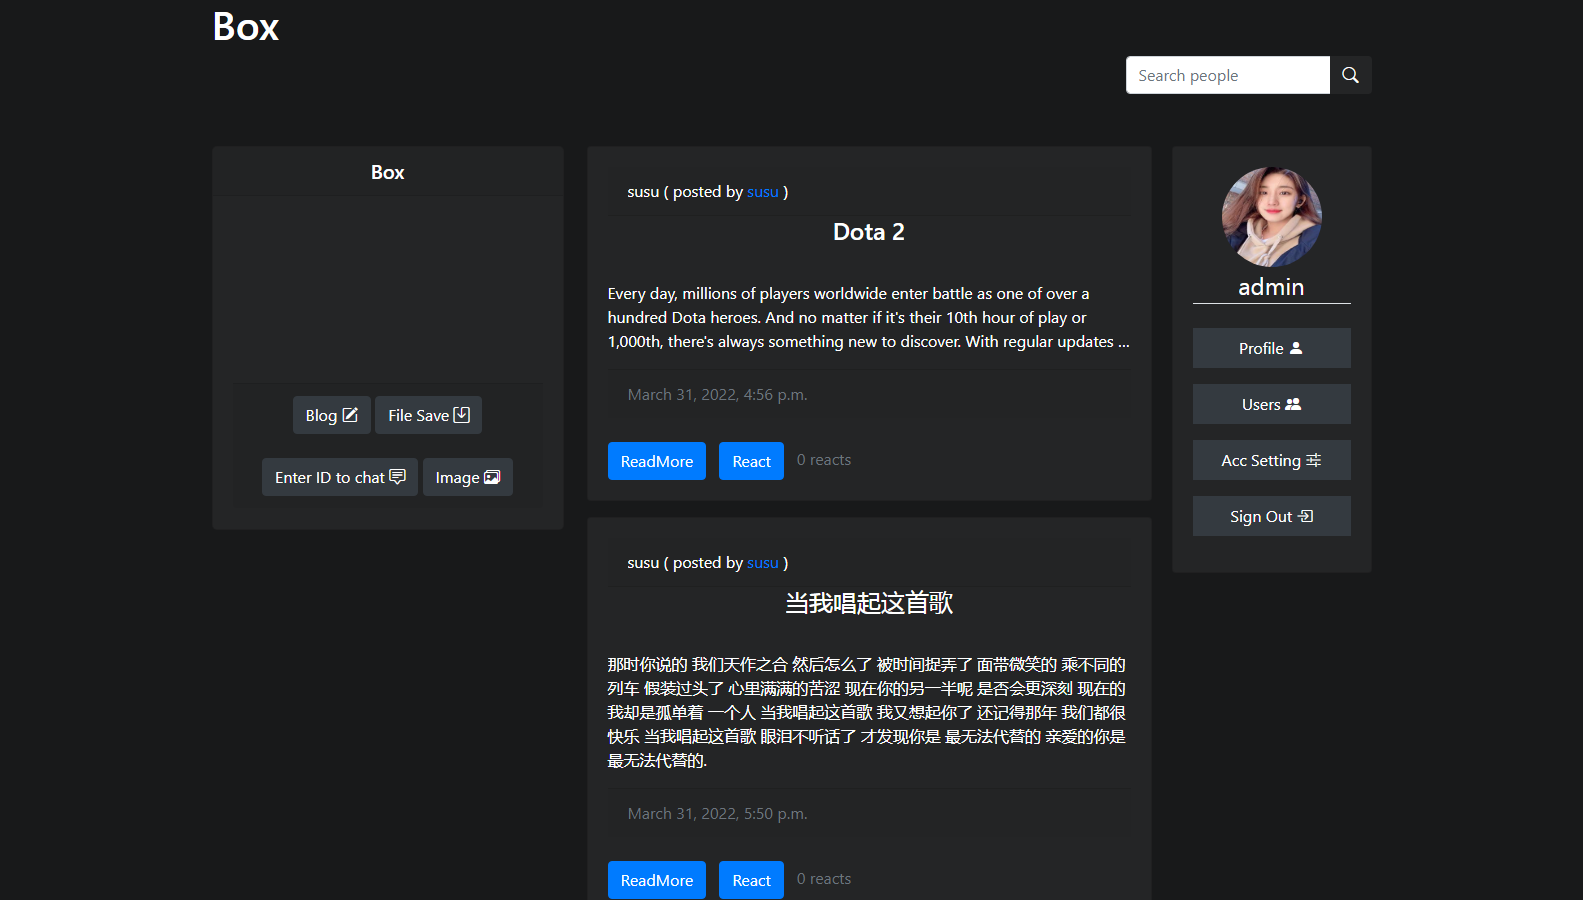 Box
Search people
Box
Blog
File Save
Enter ID to chat
Image
susu ( posted by susu )
Dota 2
Every day, millions of players worldwide enter battle as one of over a
hundred Dota heroes. And no matter if it's their 10th hour of play or
1,000th, there's always something new to discover. With regular updates ...
March 31, 2022, 4:56 p.m.
ReadMore
React
0 reacts
susu ( posted by susu )
当我唱起这首歌
那时你说的 我们天作之合 然后怎么了 被时间捉弄了 面带微笑的 乘不同的
列车 假装过头了 心里满满的苦涩 现在你的另一半呢 是否会更深刻 现在的
我却是孤单着 一个人 当我唱起这首歌 我又想起你了 还记得那年 我们都很
快乐 当我唱起这首歌 眼泪不听话了 才发现你是 最无法代替的 亲爱的你是
最无法代替的.
March 31, 2022, 5:50 p.m.
ReadMore
React
0 reacts
admin
Profile
Users
Acc Setting
Sign Out